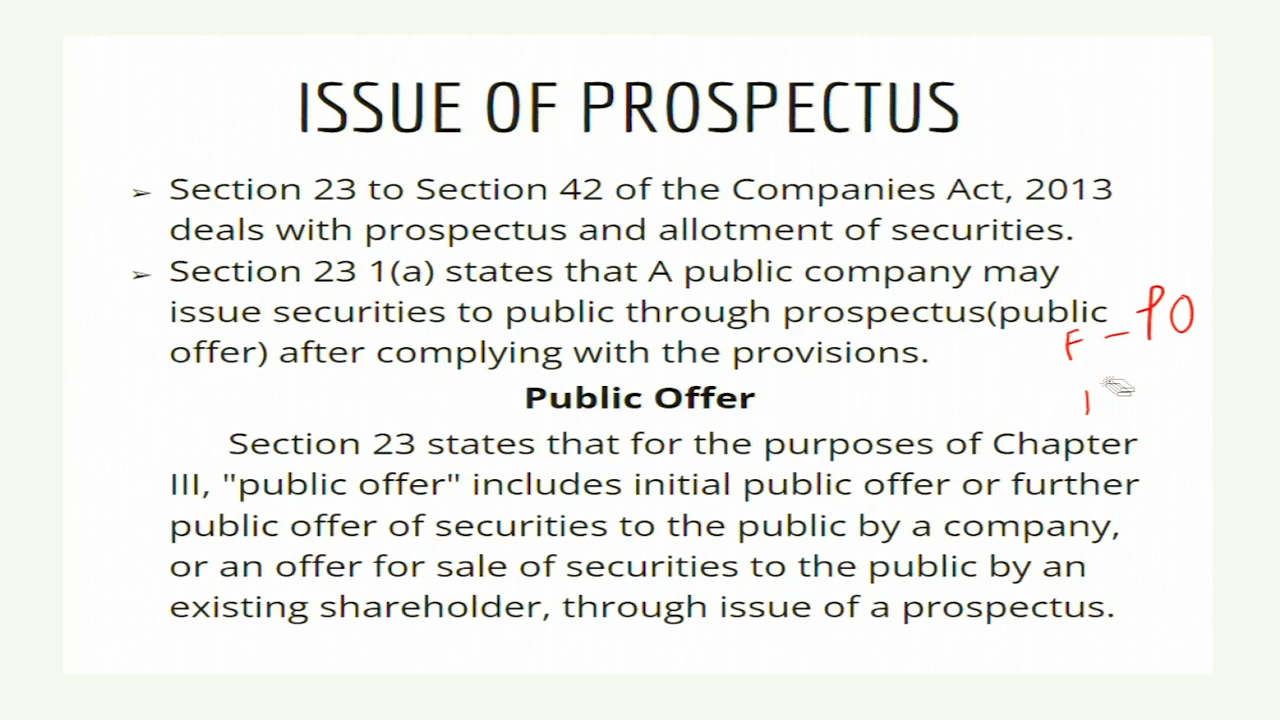 ISSUE OF PROSPECTUS
➢ Section 23 to Section 42 of the Companies Act, 2013
deals with prospectus and allotment of securities.
➢ Section 23 1(a) states that A public company may
issue securities to public through prospectus(public
offer) after complying with the provisions.
F - PO
I
Public Offer
Section 23 states that for the purposes of Chapter
III, "public offer" includes initial public offer or further
public offer of securities to the public by a company,
or an offer for sale of securities to the public by an
existing shareholder, through issue of a prospectus.